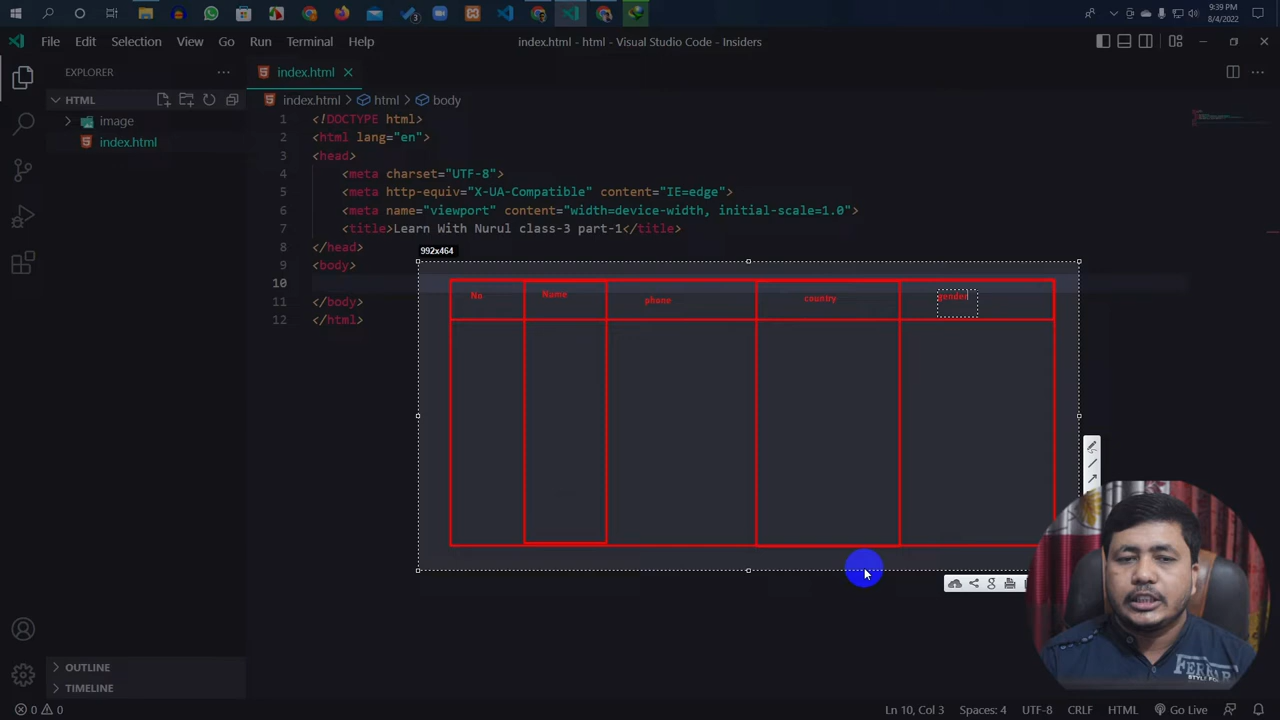 9:39 PM
3
8/4/2022
File Edit Selection View Go Run Terminal Help
index.html - html - Visual Studio Code - Insiders
EXPLORER
index.html
HTML
index.html > html > body
image
index.html
1 <!DOCTYPE html>
2 <html lang="en">
3 <head>
4 <meta charset="UTF-8">
5 <meta http-equiv="X-UA-Compatible" content="IE=edge">
6 <meta name="viewport" content="width=device-width, initial-scale=1.0">
7 <title>Learn With Nurul class-3 part-1</title>
8 </head>
9 <body>
10
11 </body>
12 </html>
992x464
No Name phone country gender
FERRARI
OUTLINE
TIMELINE
0 0
Ln 10, Col 3 Spaces: 4 UTF-8 CRLF HTML Go Live